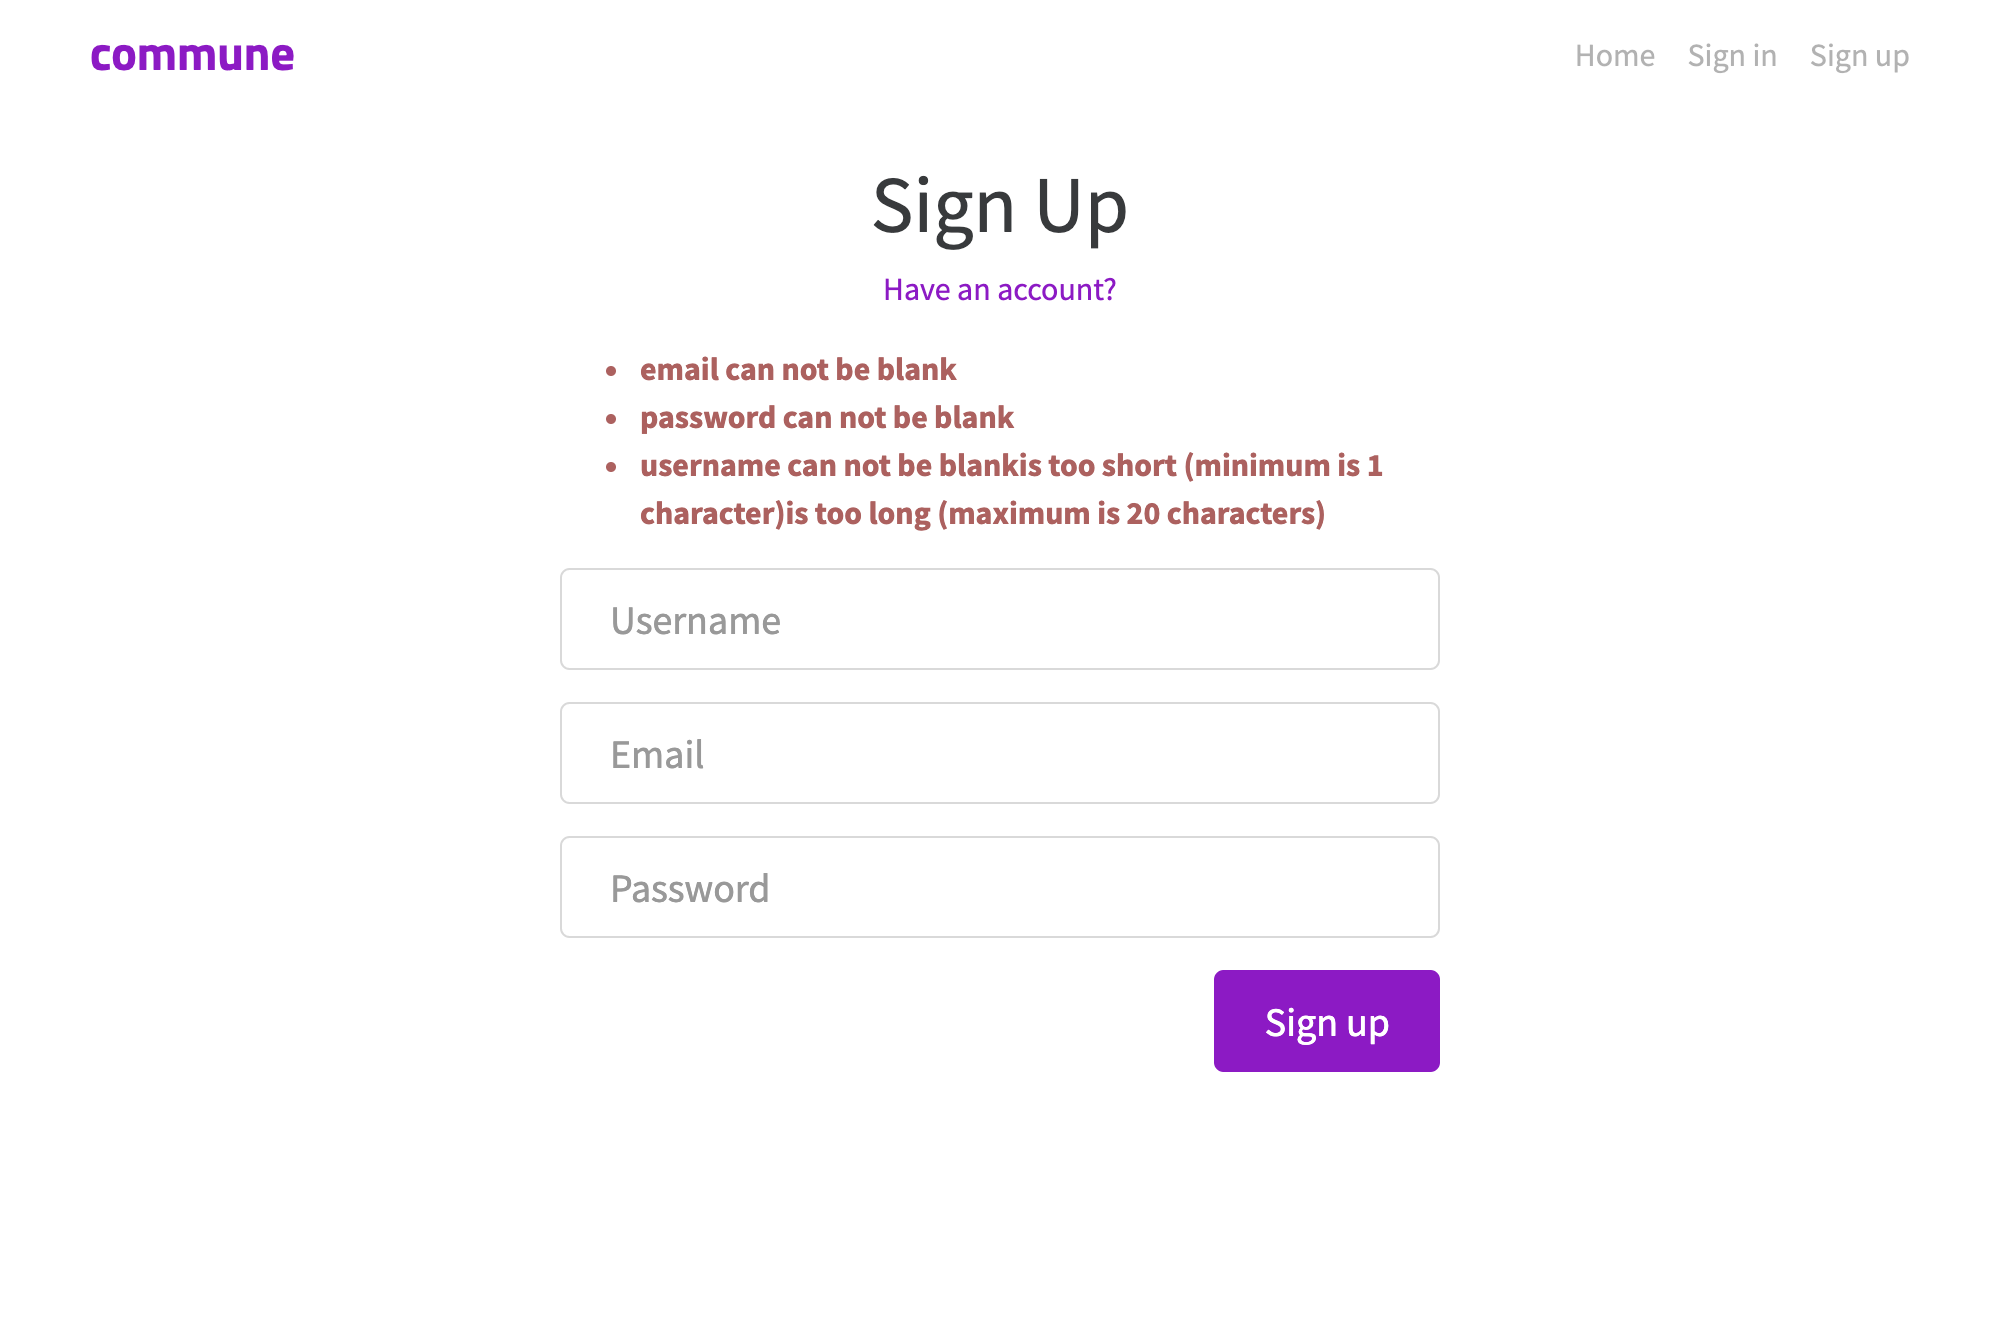 commune
Home Sign in Sign up
Sign Up
Have an account?
• email can not be blank
• password can not be blank
• username can not be blankis too short (minimum is 1
character)is too long (maximum is 20 characters)
Username
Email
Password
Sign up